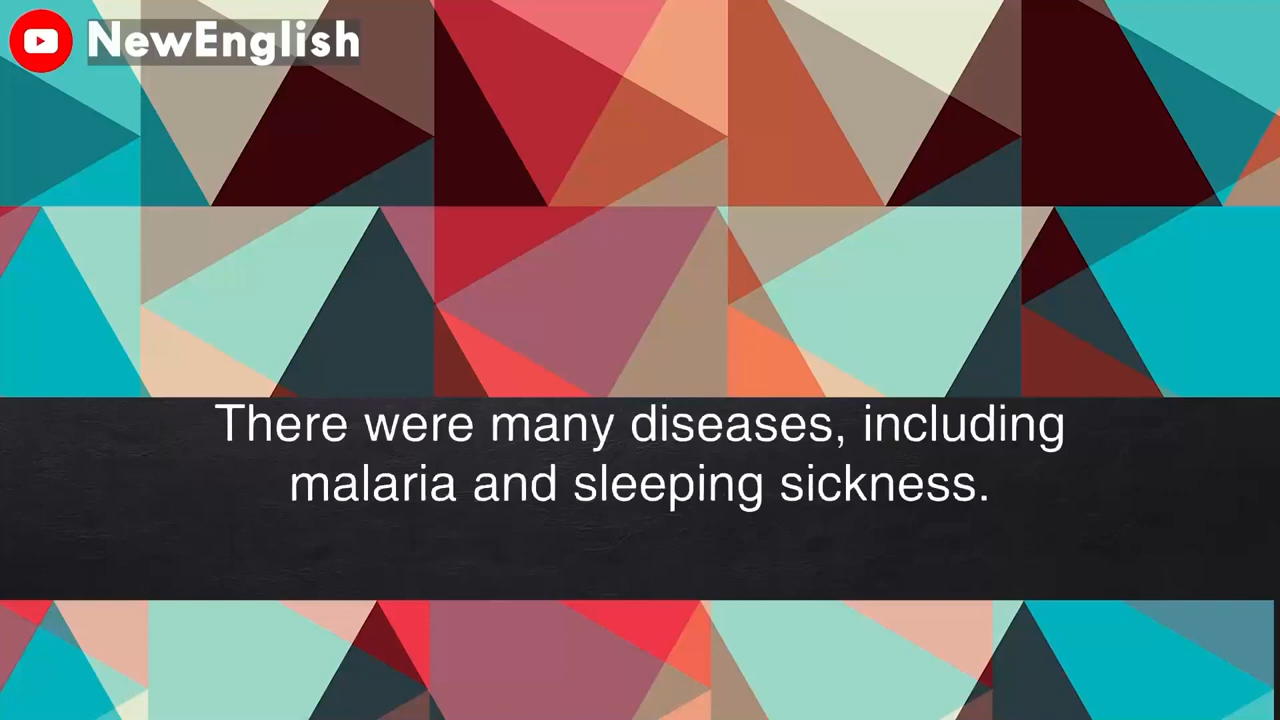 NewEnglish
There were many diseases, including
malaria and sleeping sickness.